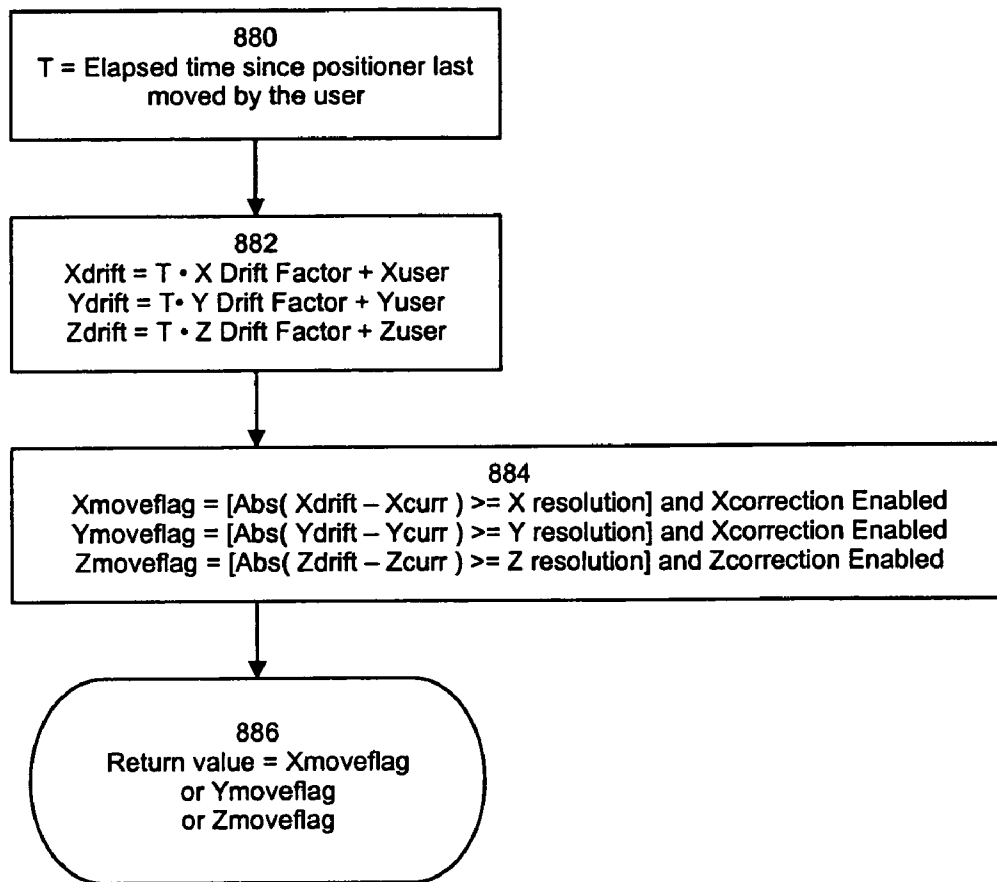 880
T = Elapsed time since positioner last
moved by the user
882
Xdrift = T • X Drift Factor + Xuser
Ydrift = T• Y Drift Factor + Yuser
Zdrift = T • Z Drift Factor + Zuser
884
Xmoveflag = [Abs( Xdrift – Xcurr ) >= X resolution] and Xcorrection Enabled
Ymoveflag = [Abs( Ydrift – Ycurr ) >= Y resolution] and Xcorrection Enabled
Zmoveflag = [Abs( Zdrift – Zcurr ) >= Z resolution] and Zcorrection Enabled
886
Return value = Xmoveflag
or Ymoveflag
or Zmoveflag